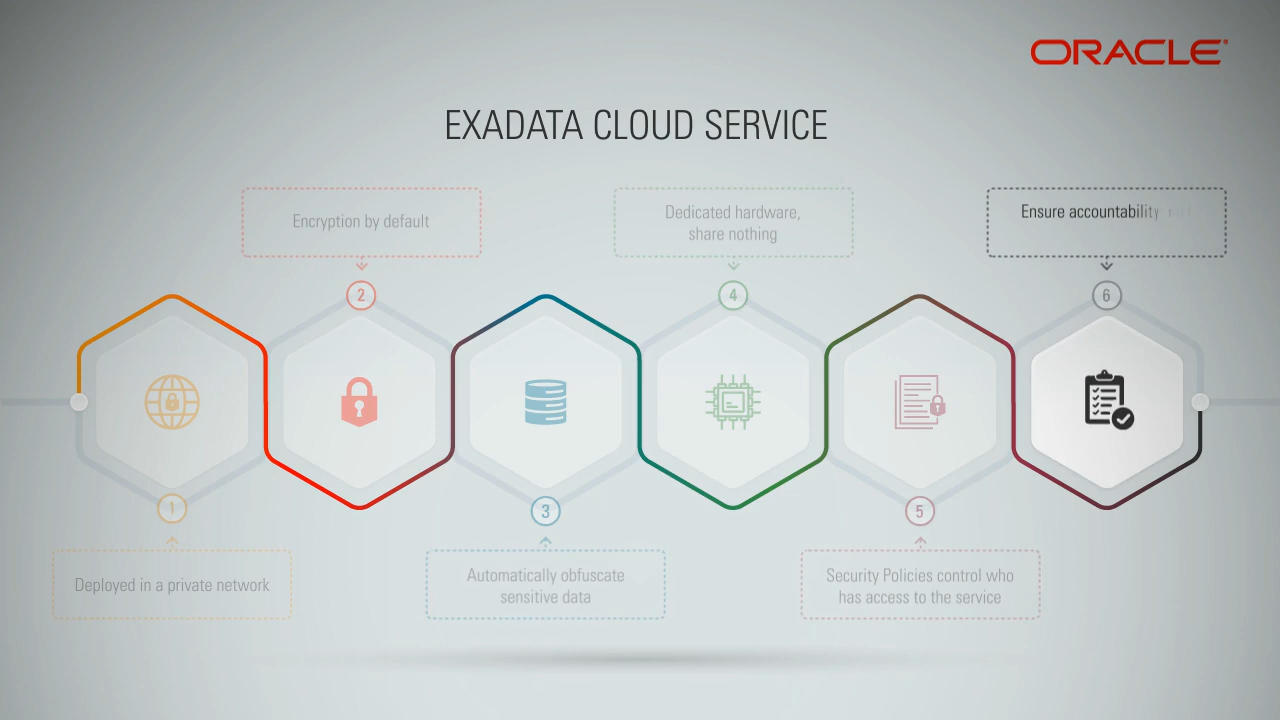 ORACLE
EXADATA CLOUD SERVICE
Encryption by default
Dedicated hardware,
share nothing
Ensure accountability
2
4
6
1
3
5
Deployed in a private network
Automatically obfuscate
sensitive data
Security Policies control who
has access to the service